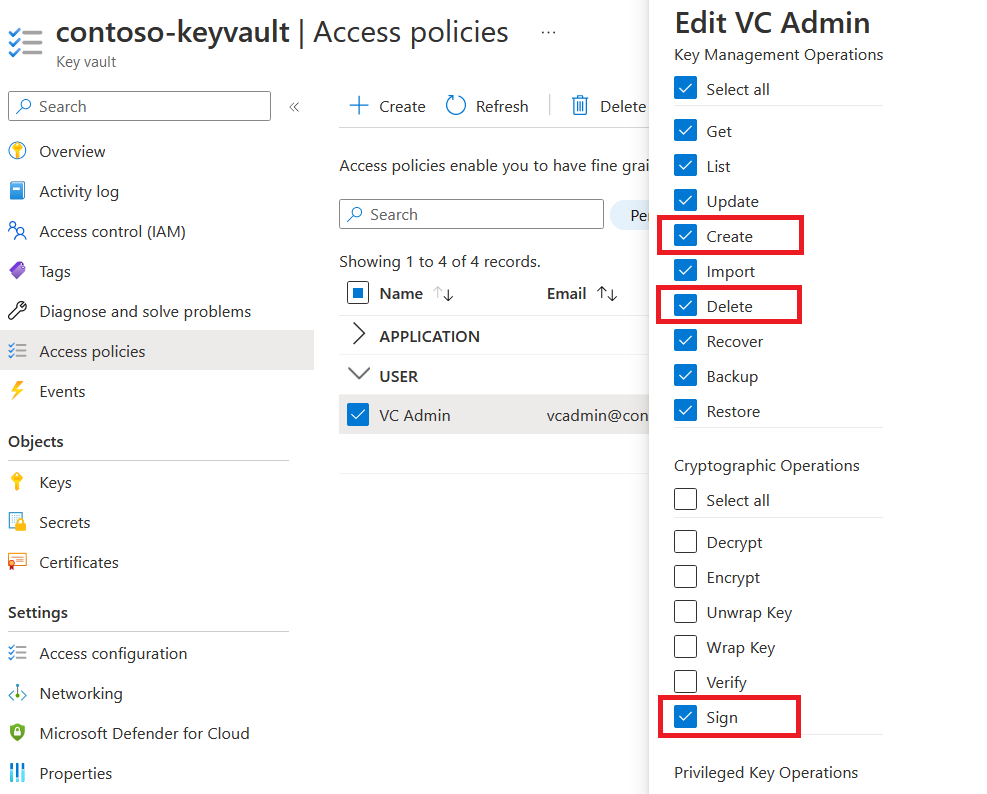 contoso-keyvault | Access policies ...
Key vault
Search
«
Overview
Activity log
Access control (IAM)
Tags
Diagnose and solve problems
Access policies
Events
Objects
Keys
Secrets
Certificates
Settings
Access configuration
Networking
Microsoft Defender for Cloud
Properties
Create Refresh Delete
Access policies enable you to have fine grai
Search Pe
Showing 1 to 4 of 4 records.
Name Email
APPLICATION
USER
VC Admin vcadmin@con
Edit VC Admin
Key Management Operations
Select all
Get
List
Update
Create
Import
Delete
Recover
Backup
Restore
Cryptographic Operations
Select all
Decrypt
Encrypt
Unwrap Key
Wrap Key
Verify
Sign
Privileged Key Operations